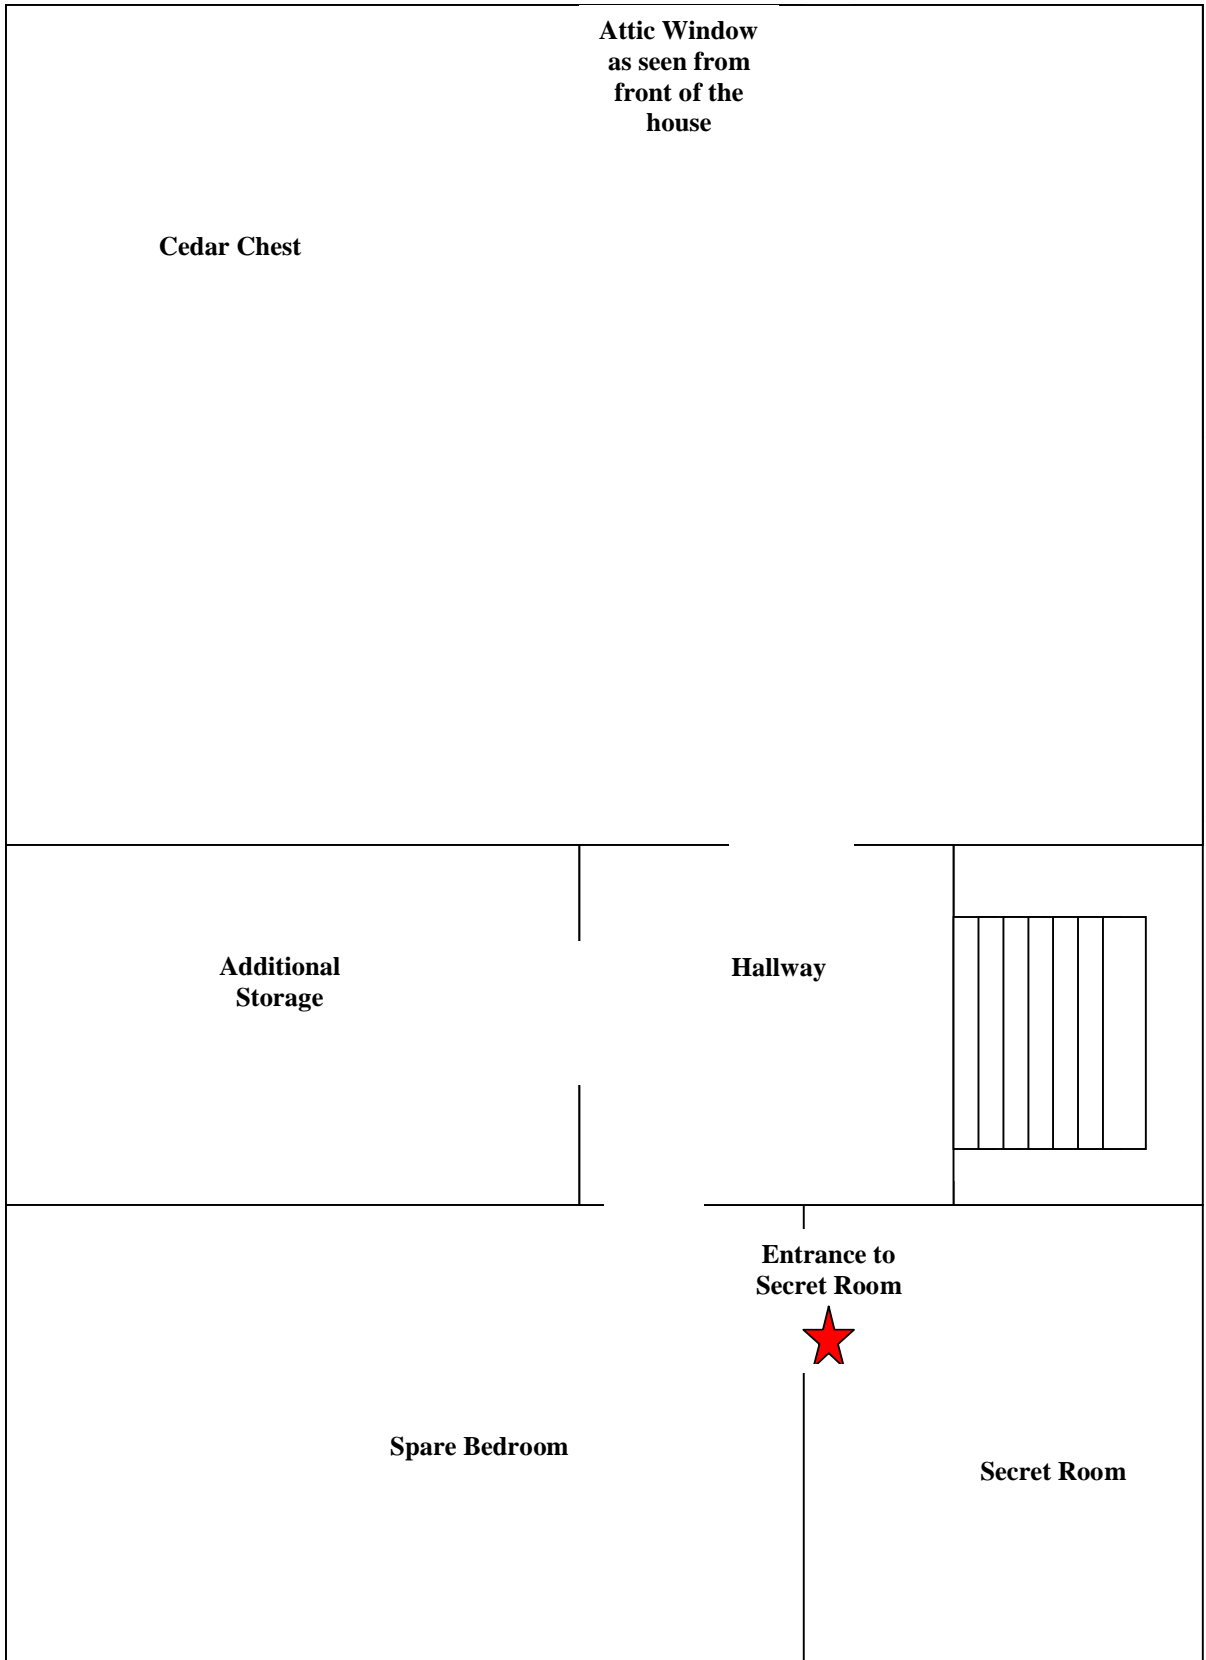 Attic Window
as seen from
front of the
house
Cedar Chest
Additional
Storage
Hallway
Entrance to
Secret Room
Spare Bedroom
Secret Room